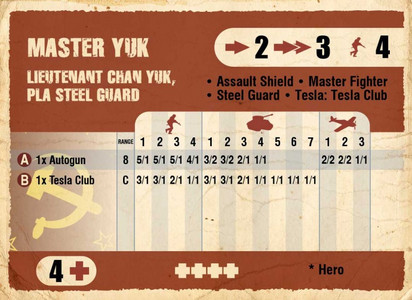 MASTER YUK
2 3 4
LIEUTENANT CHAN YUK,
PLA STEEL GUARD
• Assault Shield • Master Fighter
• Steel Guard • Tesla: Tesla Club
RANGE 1 2 3 4 1 2 3 4 5 6 7 1 2 3
A 1x Autogun 8 5/1 5/1 5/1 4/1 3/2 3/2 2/1 1/1 2/2 2/2 1/1
B 1x Tesla Club C 3/1 3/1 2/1 1/1 3/1 3/1 2/1 1/1 1/1 1/1 1/1
4
* Hero